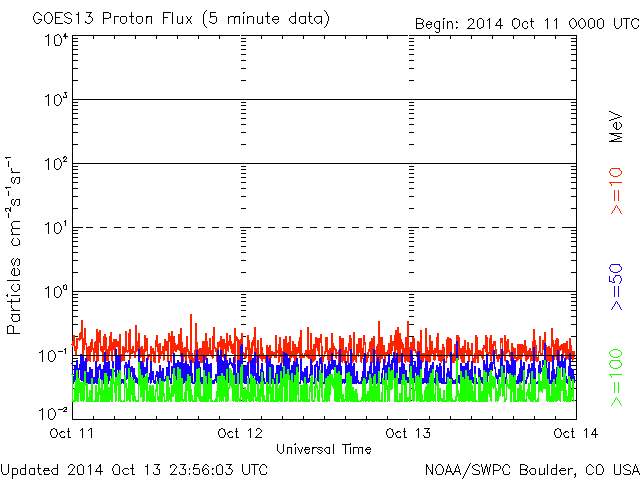 GOES13 Proton Flux (5 minute data) Begin: 2014 Oct 11 0000 UTC
10⁴
10³
10²
10¹
10⁰
10⁻¹
10⁻²
Particles cm⁻²s⁻¹sr⁻¹
MeV
>=10
>=50
>=100
Oct 11 Oct 12 Oct 13 Oct 14
Universal Time
Updated 2014 Oct 13 23:56:03 UTC NOAA/SWPC Boulder, CO USA